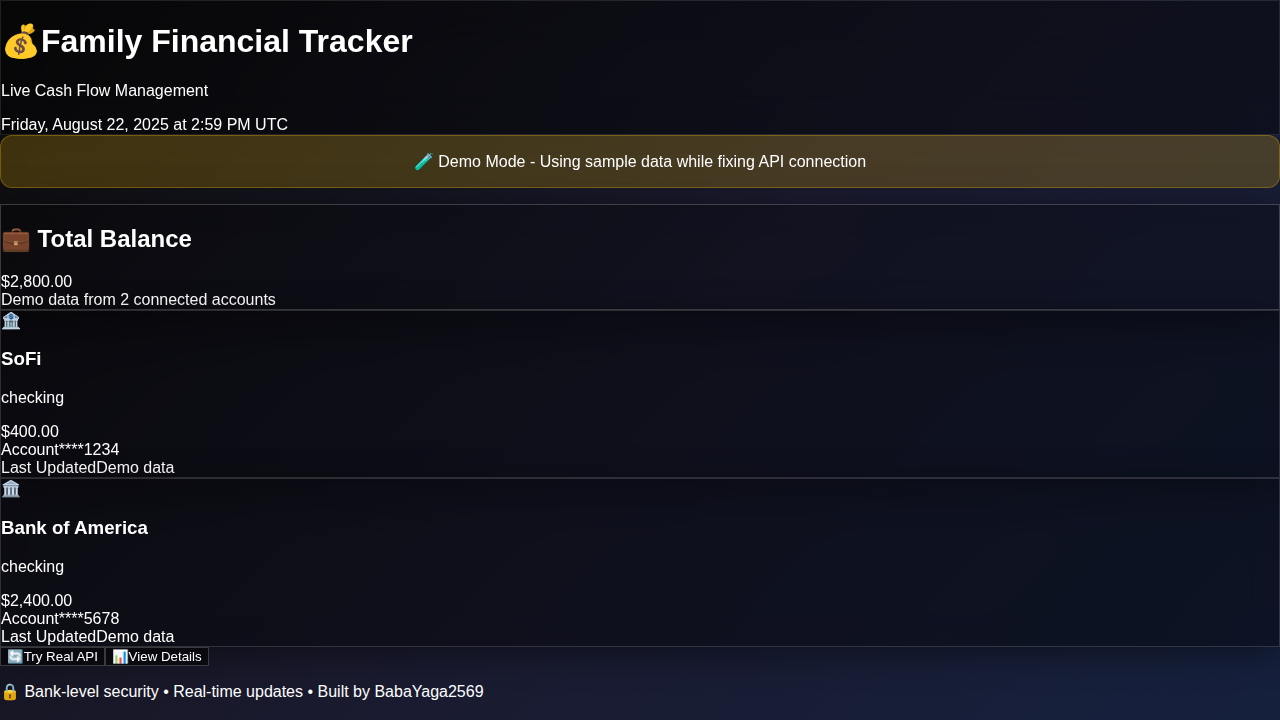 💰Family Financial Tracker
Live Cash Flow Management
Friday, August 22, 2025 at 2:59 PM UTC
🧪 Demo Mode - Using sample data while fixing API connection
💼 Total Balance
$2,800.00
Demo data from 2 connected accounts
🏦
SoFi
checking
$400.00
Account****1234
Last UpdatedDemo data
🏛️
Bank of America
checking
$2,400.00
Account****5678
Last UpdatedDemo data
🔄Try Real API 📊View Details
🔒 Bank-level security • Real-time updates • Built by BabaYaga2569